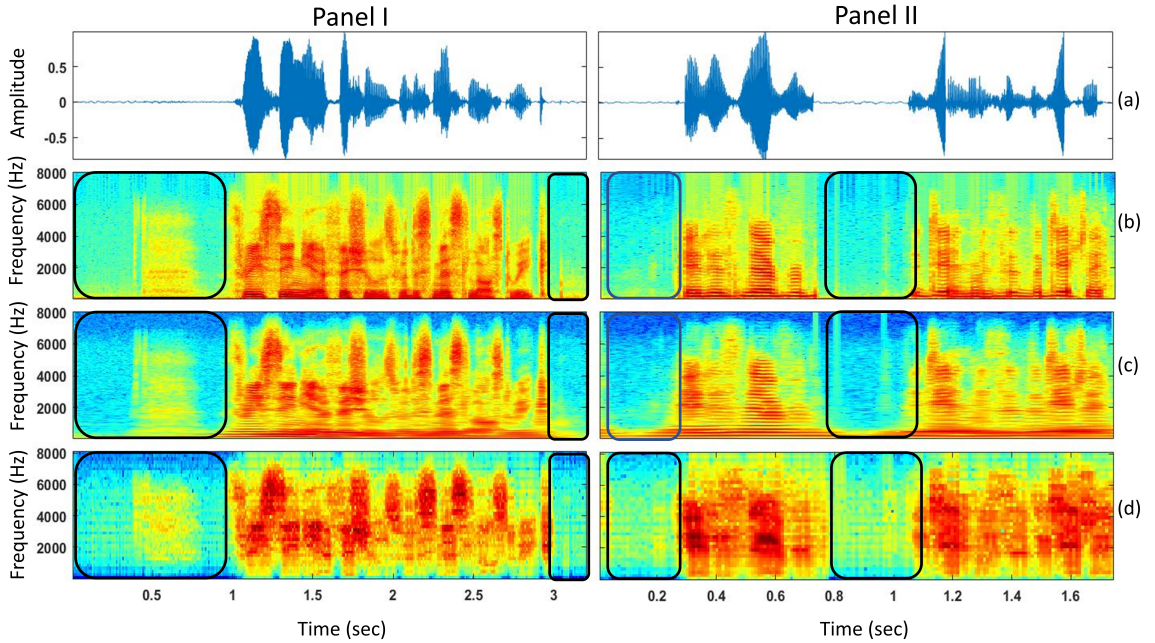 Panel I
Panel II
Amplitude
0.5
0
-0.5
(a)
Frequency (Hz)
8000
6000
4000
2000
(b)
Frequency (Hz)
8000
6000
4000
2000
(c)
Frequency (Hz)
8000
6000
4000
2000
(d)
0.5 1 1.5 2 2.5 3
0.2 0.4 0.6 0.8 1 1.2 1.4 1.6
Time (sec)
Time (sec)